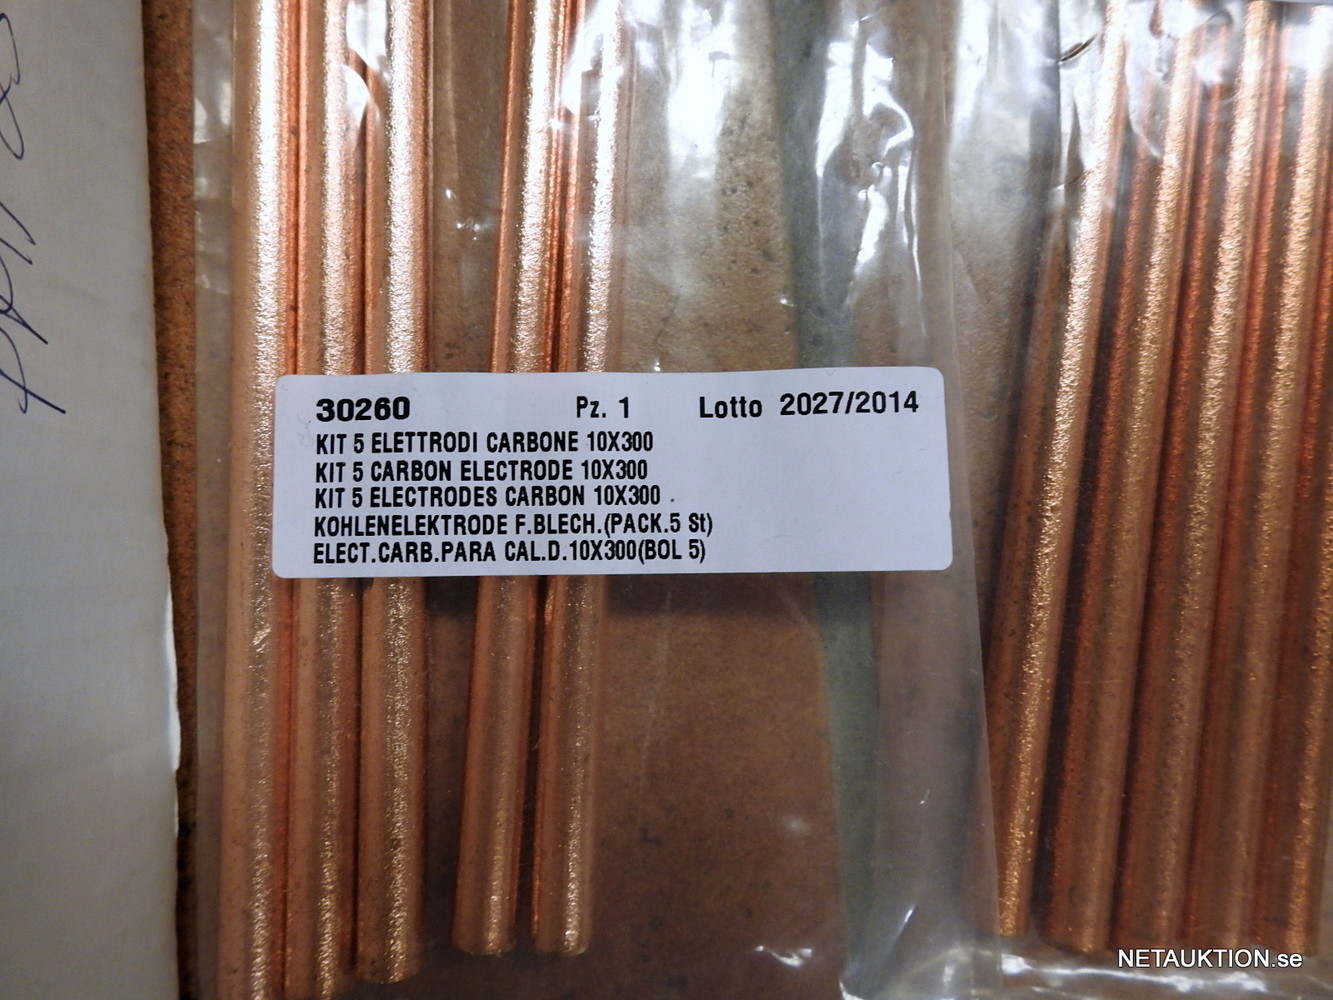 30260 Pz. 1 Lotto 2027/2014
KIT 5 ELETTRODI CARBONE 10X300
KIT 5 CARBON ELECTRODE 10X300
KIT 5 ELECTRODES CARBON 10X300 .
KOHLENELEKTRODE F.BLECH.(PACK.5 St)
ELECT.CARB.PARA CAL.D.10X300(BOL 5)
NETAUKTION.se